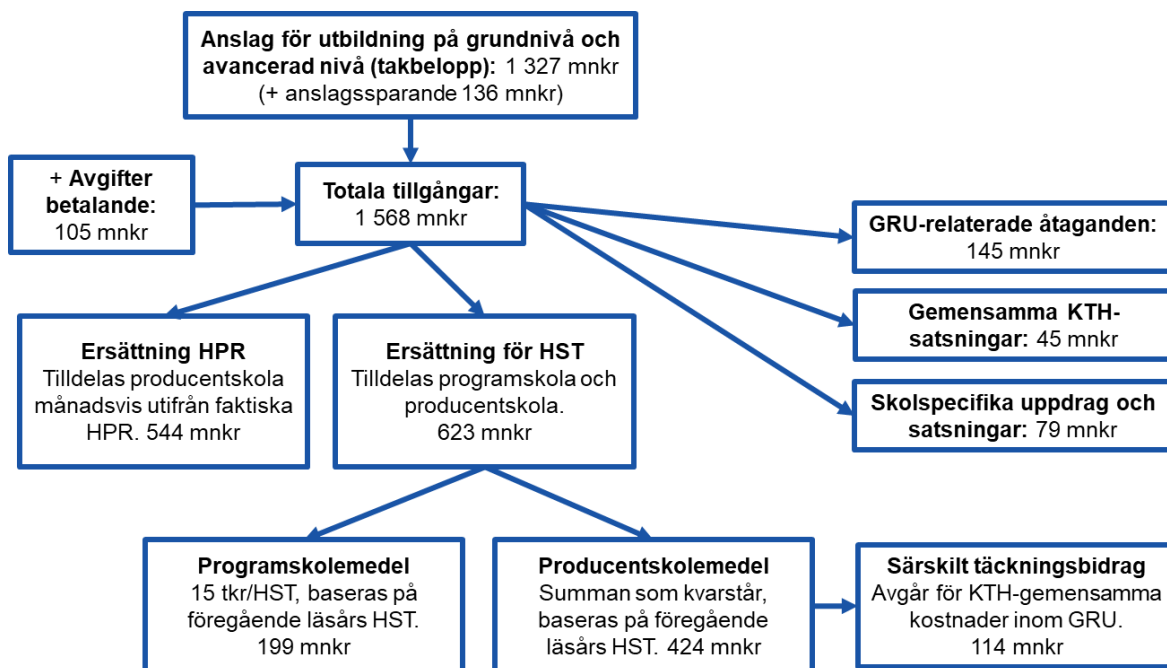 Anslag för utbildning på grundnivå och
avancerad nivå (takbelopp): 1 327 mnkr
(+ anslagssparande 136 mnkr)
+ Avgifter
betalande:
105 mnkr
Totala tillgångar:
1 568 mnkr
GRU-relaterade åtaganden:
145 mnkr
Gemensamma KTH-
satsningar: 45 mnkr
Skolspecifika uppdrag och
satsningar: 79 mnkr
Ersättning HPR
Tilldelas producentskola
månadsvis utifrån faktiska
HPR. 544 mnkr
Ersättning för HST
Tilldelas programskola och
producentskola.
623 mnkr
Programskolemedel
15 tkr/HST, baseras på
föregående läsårs HST.
199 mnkr
Producentskolemedel
Summan som kvarstår,
baseras på föregående
läsårs HST. 424 mnkr
Särskilt täckningsbidrag
Avgår för KTH-gemensamma
kostnader inom GRU.
114 mnkr